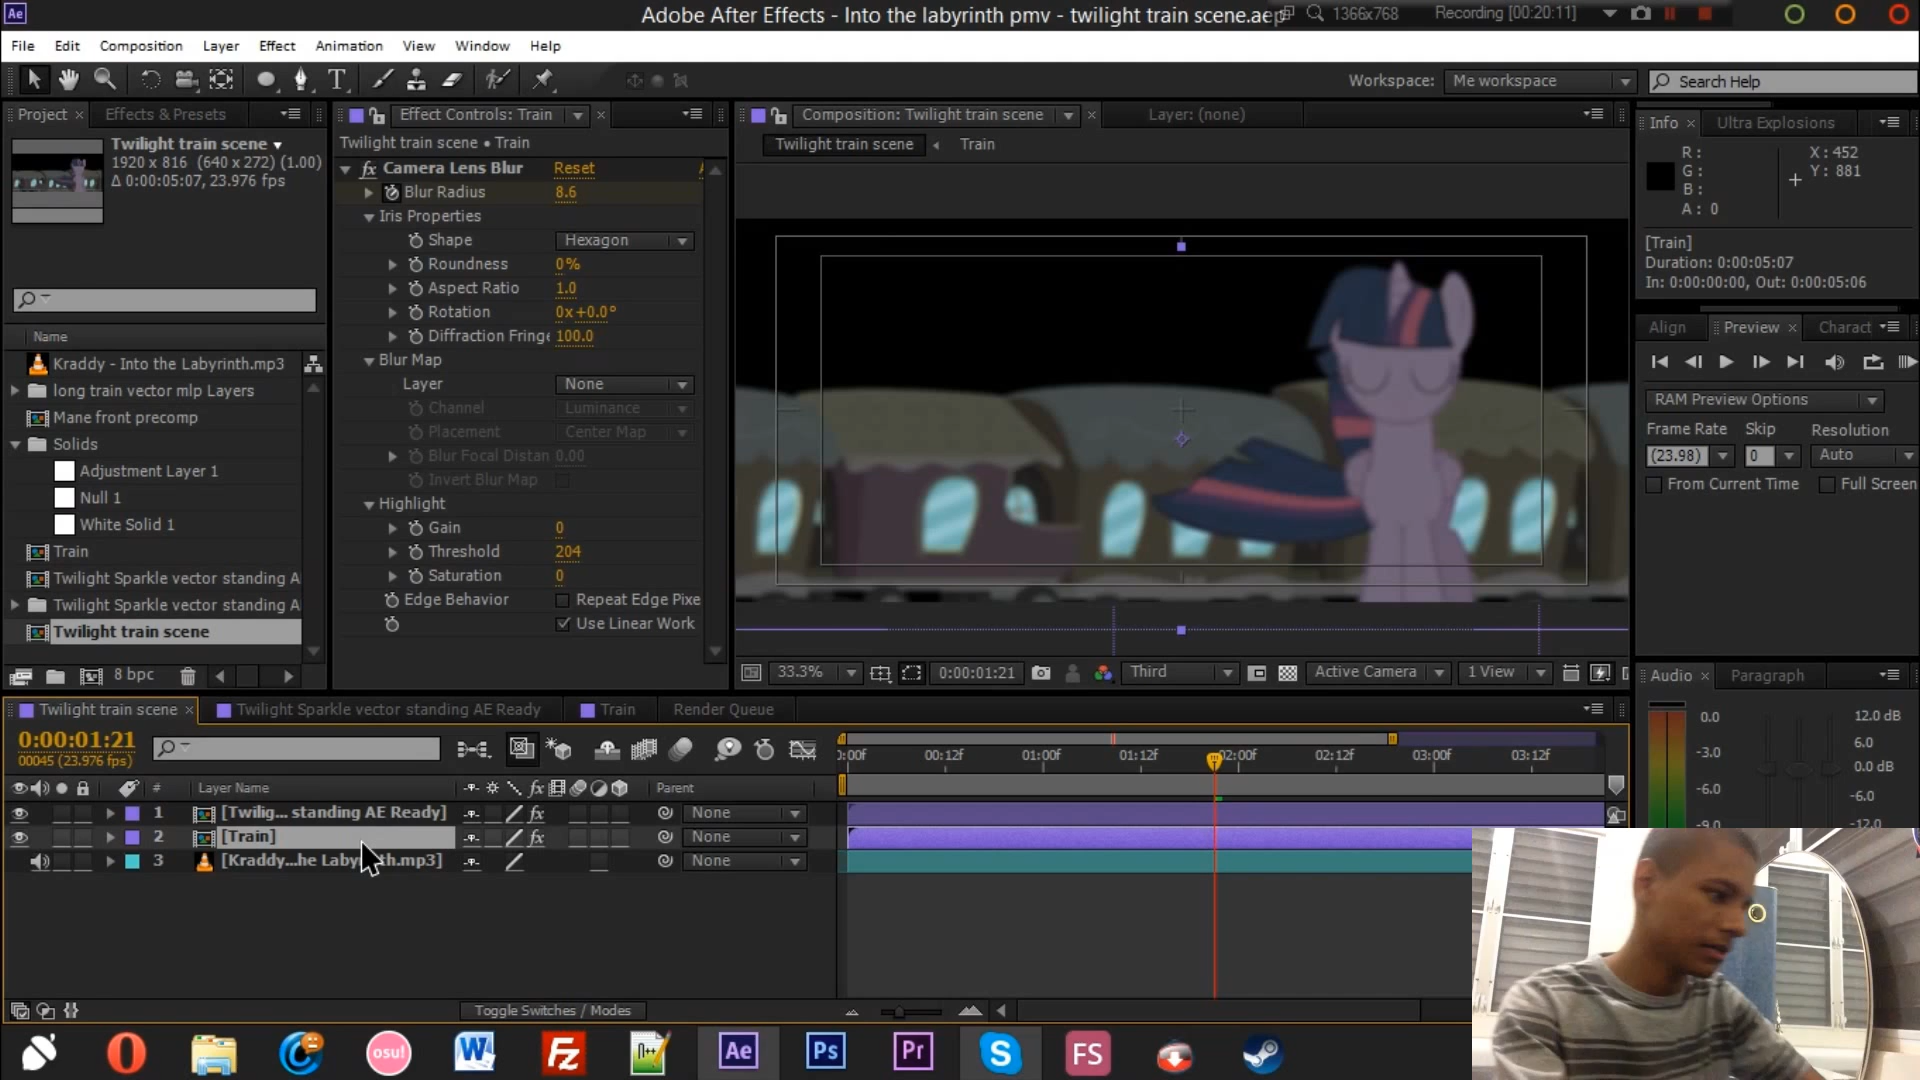 Ae
Adobe After Effects - Into the labyrinth pmv - twilight train scene.aep
1366x768
Recording [00:20:11]
File Edit Composition Layer Effect Animation View Window Help
Workspace: Me workspace
Search Help
Project
Effects & Presets
Twilight train scene
1920 x 816 (640 x 272) (1.00)
Δ 0:00:05:07, 23.976 fps
Name
Kraddy - Into the Labyrinth.mp3
long train vector mlp Layers
Mane front precomp
Solids
Adjustment Layer 1
Null 1
White Solid 1
Train
Twilight Sparkle vector standing A
Twilight Sparkle vector standing A
Twilight train scene
8 bpc
Effect Controls: Train
Twilight train scene • Train
fx Camera Lens Blur Reset
Blur Radius 8.6
Iris Properties
Shape Hexagon
Roundness 0%
Aspect Ratio 1.0
Rotation 0x+0.0°
Diffraction Fringe 100.0
Blur Map
Layer None
Channel Luminance
Placement Center Map
Blur Focal Distan 0.00
Invert Blur Map
Highlight
Gain 0
Threshold 204
Saturation 0
Edge Behavior Repeat Edge Pixe
Use Linear Work
Composition: Twilight train scene
Layer: (none)
Twilight train scene Train
33.3%
0:00:01:21
Third
Active Camera
1 View
Info
Ultra Explosions
R:
G:
B:
A: 0
X: 452
Y: 881
[Train]
Duration: 0:00:05:07
In: 0:00:00:00, Out: 0:00:05:06
Align Preview Charact
RAM Preview Options
Frame Rate Skip Resolution
(23.98) 0 Auto
From Current Time Full Screen
Audio Paragraph
0.0
-3.0
-6.0
-9.0
12.0 dB
6.0
0.0 dB
-6.0
-12.0
Twilight train scene
Twilight Sparkle vector standing AE Ready
Train
Render Queue
0:00:01:21
00045 (23.976 fps)
:00f 00:12f 01:00f 01:12f 02:00f 02:12f 03:00f 03:12f
# Layer Name fx Parent
1 [Twilig... standing AE Ready] fx None
2 [Train] fx None
3 [Kraddy...he Labyrinth.mp3] None
Toggle Switches / Modes
osu!
W
Fz
N++
Ae
Ps
Pr
S
FS